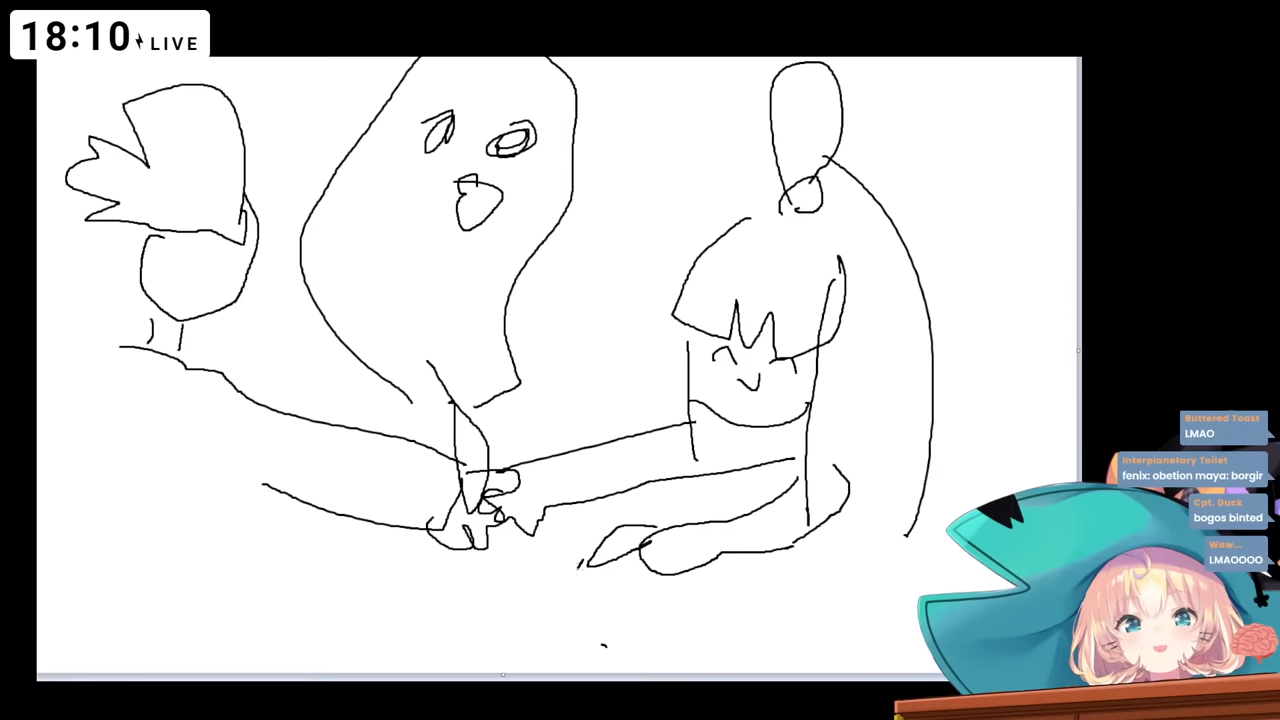 18:10 LIVE
Buttered Toast
LMAO
Interplanetary Toilet
fenix: obetion maya: borgir
Cpt. Duck
bogos binted
Wow...
LMAOOOO